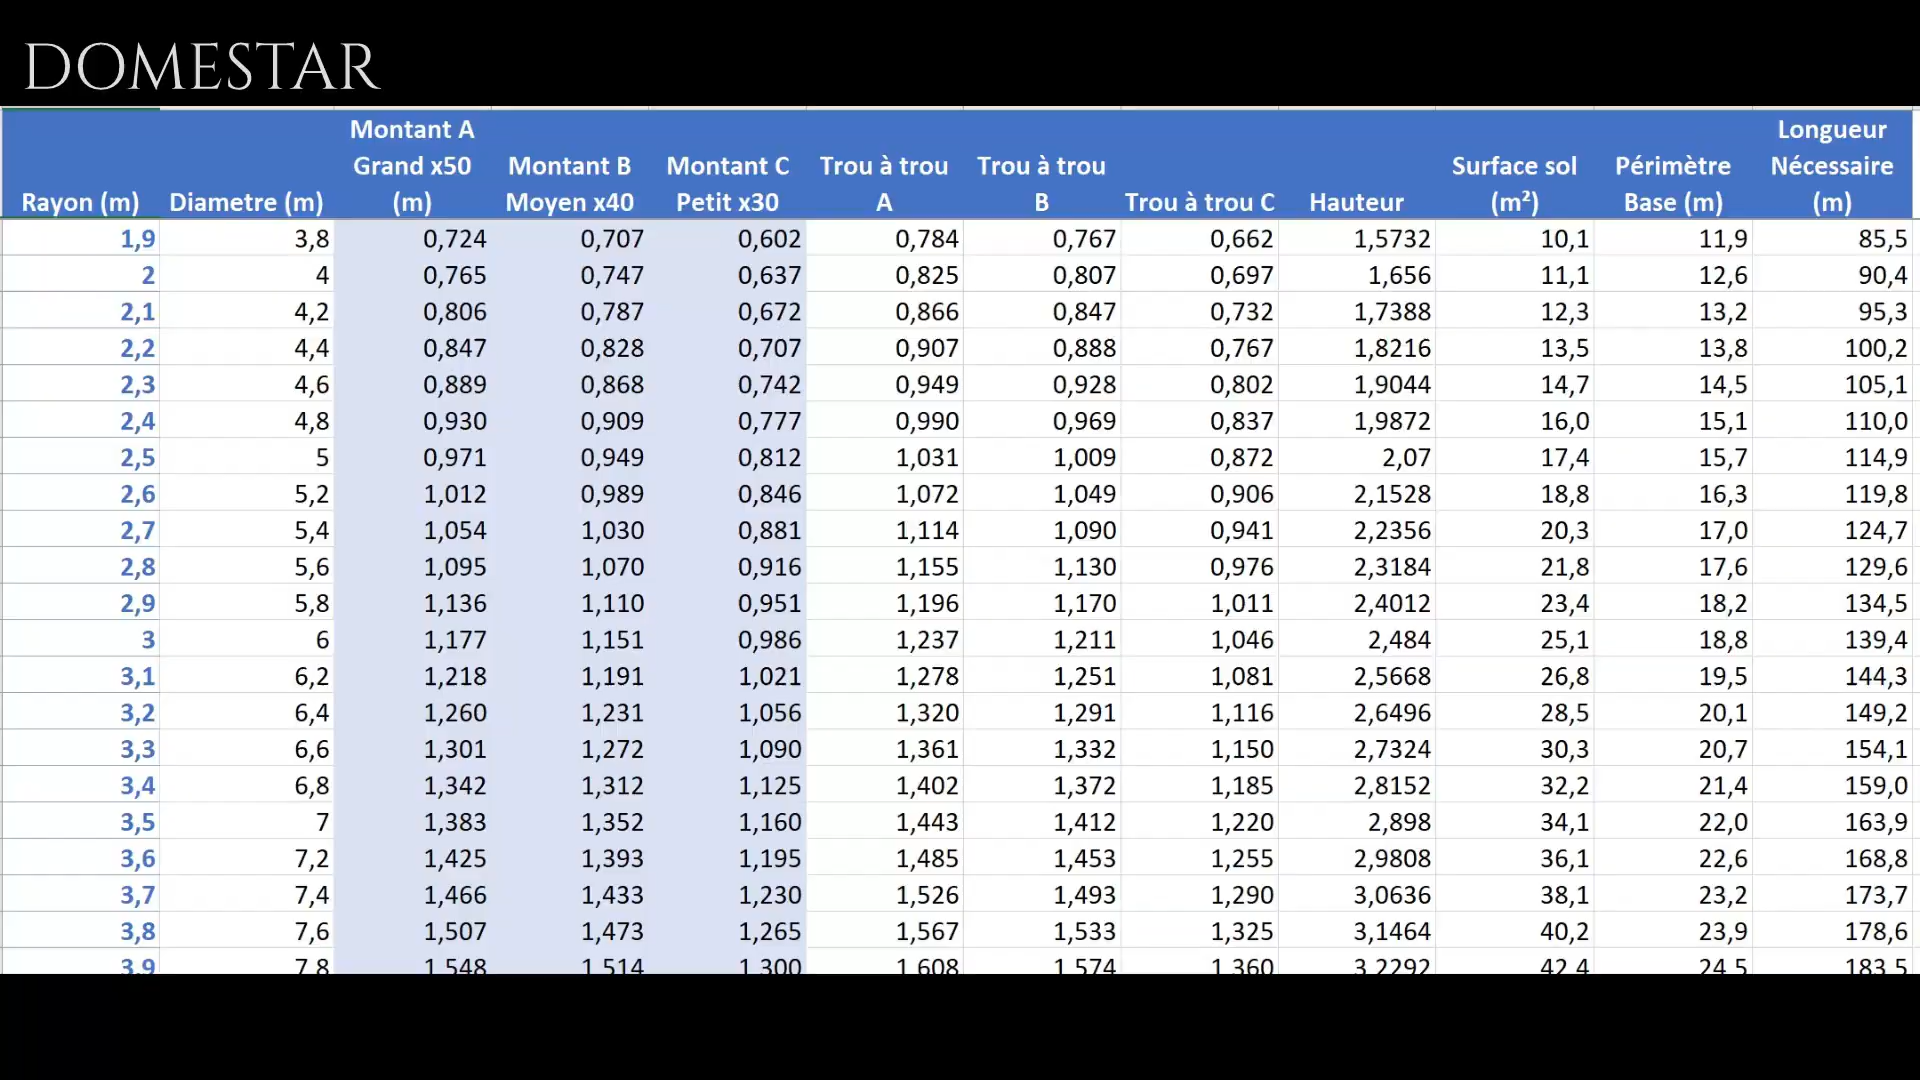 DOMESTAR
Montant A Longueur
Grand x50 Montant B Montant C Trou à trou Trou à trou Surface sol Périmètre Nécessaire
Rayon (m) Diametre (m) (m) Moyen x40 Petit x30 A B Trou à trou C Hauteur (m²) Base (m) (m)
1,9 3,8 0,724 0,707 0,602 0,784 0,767 0,662 1,5732 10,1 11,9 85,5
2 4 0,765 0,747 0,637 0,825 0,807 0,697 1,656 11,1 12,6 90,4
2,1 4,2 0,806 0,787 0,672 0,866 0,847 0,732 1,7388 12,3 13,2 95,3
2,2 4,4 0,847 0,828 0,707 0,907 0,888 0,767 1,8216 13,5 13,8 100,2
2,3 4,6 0,889 0,868 0,742 0,949 0,928 0,802 1,9044 14,7 14,5 105,1
2,4 4,8 0,930 0,909 0,777 0,990 0,969 0,837 1,9872 16,0 15,1 110,0
2,5 5 0,971 0,949 0,812 1,031 1,009 0,872 2,07 17,4 15,7 114,9
2,6 5,2 1,012 0,989 0,846 1,072 1,049 0,906 2,1528 18,8 16,3 119,8
2,7 5,4 1,054 1,030 0,881 1,114 1,090 0,941 2,2356 20,3 17,0 124,7
2,8 5,6 1,095 1,070 0,916 1,155 1,130 0,976 2,3184 21,8 17,6 129,6
2,9 5,8 1,136 1,110 0,951 1,196 1,170 1,011 2,4012 23,4 18,2 134,5
3 6 1,177 1,151 0,986 1,237 1,211 1,046 2,484 25,1 18,8 139,4
3,1 6,2 1,218 1,191 1,021 1,278 1,251 1,081 2,5668 26,8 19,5 144,3
3,2 6,4 1,260 1,231 1,056 1,320 1,291 1,116 2,6496 28,5 20,1 149,2
3,3 6,6 1,301 1,272 1,090 1,361 1,332 1,150 2,7324 30,3 20,7 154,1
3,4 6,8 1,342 1,312 1,125 1,402 1,372 1,185 2,8152 32,2 21,4 159,0
3,5 7 1,383 1,352 1,160 1,443 1,412 1,220 2,898 34,1 22,0 163,9
3,6 7,2 1,425 1,393 1,195 1,485 1,453 1,255 2,9808 36,1 22,6 168,8
3,7 7,4 1,466 1,433 1,230 1,526 1,493 1,290 3,0636 38,1 23,2 173,7
3,8 7,6 1,507 1,473 1,265 1,567 1,533 1,325 3,1464 40,2 23,9 178,6
3,9 7,8 1,548 1,514 1,300 1,608 1,574 1,360 3,2292 42,4 24,5 183,5